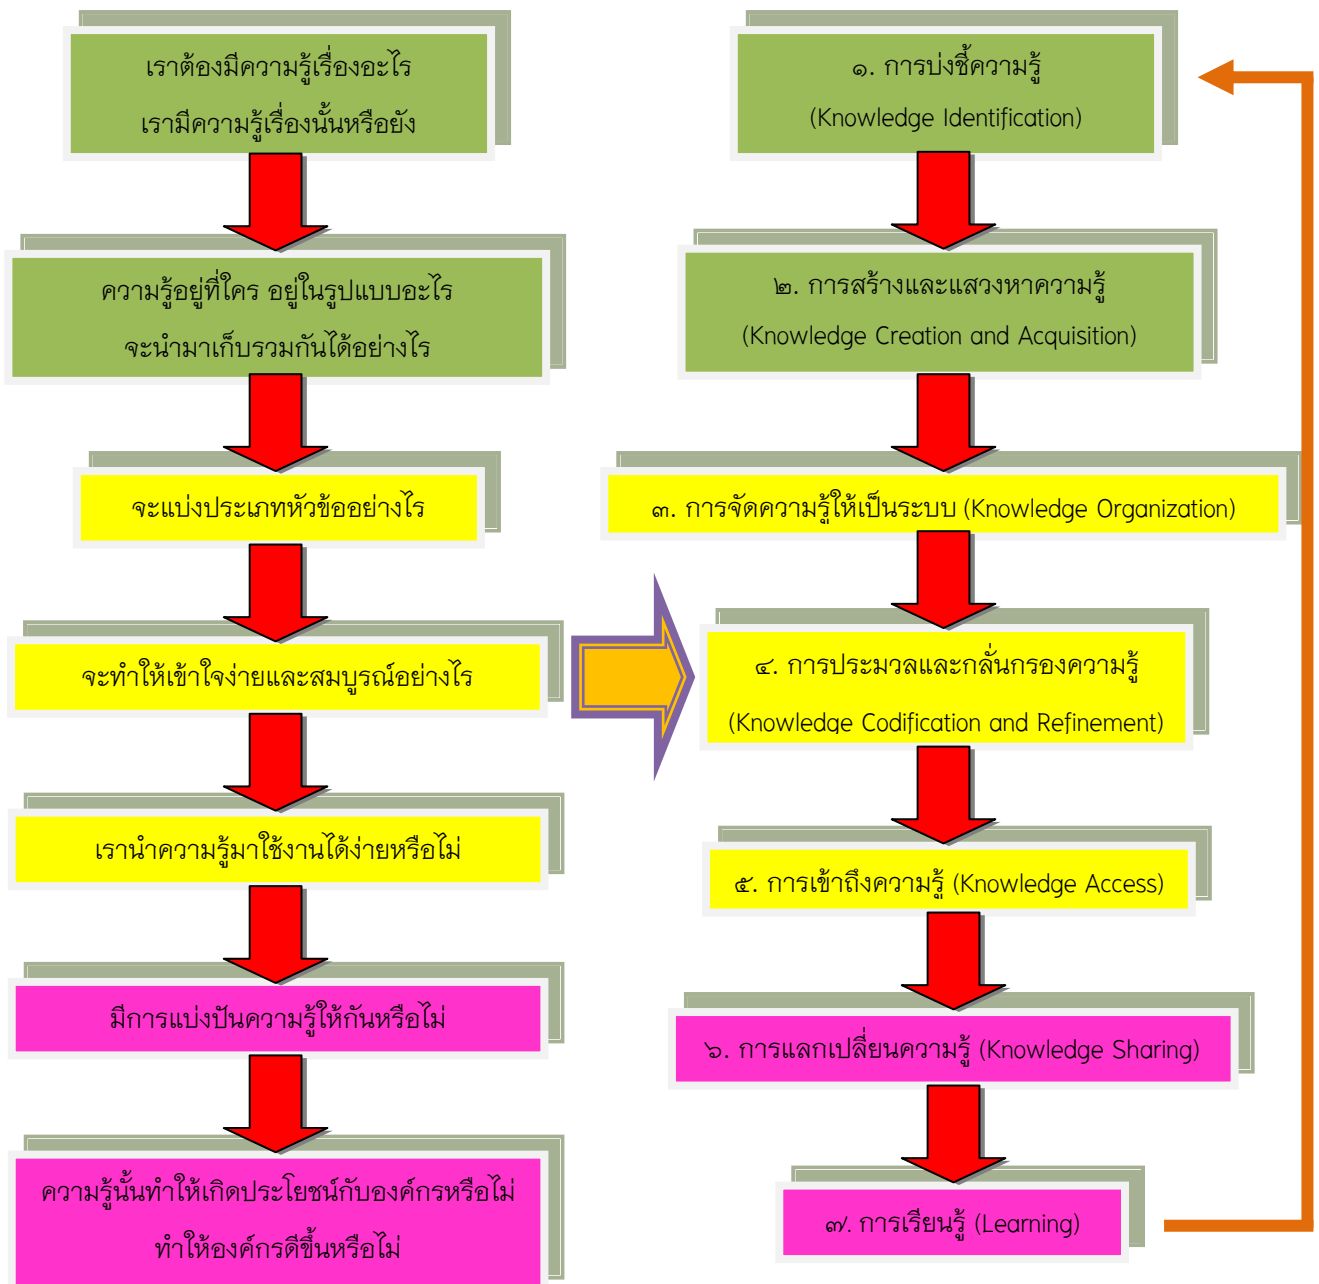 เราต้องมีความรู้เรื่องอะไร
เรามีความรู้เรื่องนั้นหรือยัง
ความรู้อยู่ที่ใคร อยู่ในรูปแบบอะไร
จะนำมาเก็บรวมกันได้อย่างไร
จะแบ่งประเภทหัวข้ออย่างไร
จะทำให้เข้าใจง่ายและสมบูรณ์อย่างไร
เรานำความรู้มาใช้งานได้ง่ายหรือไม่
มีการแบ่งปันความรู้ให้กันหรือไม่
ความรู้นั้นทำให้เกิดประโยชน์กับองค์กรหรือไม่
ทำให้องค์กรดีขึ้นหรือไม่
๑. การบ่งชี้ความรู้
(Knowledge Identification)
๒. การสร้างและแสวงหาความรู้
(Knowledge Creation and Acquisition)
๓. การจัดความรู้ให้เป็นระบบ (Knowledge Organization)
๔. การประมวลและกลั่นกรองความรู้
(Knowledge Codification and Refinement)
๕. การเข้าถึงความรู้ (Knowledge Access)
๖. การแลกเปลี่ยนความรู้ (Knowledge Sharing)
๗. การเรียนรู้ (Learning)